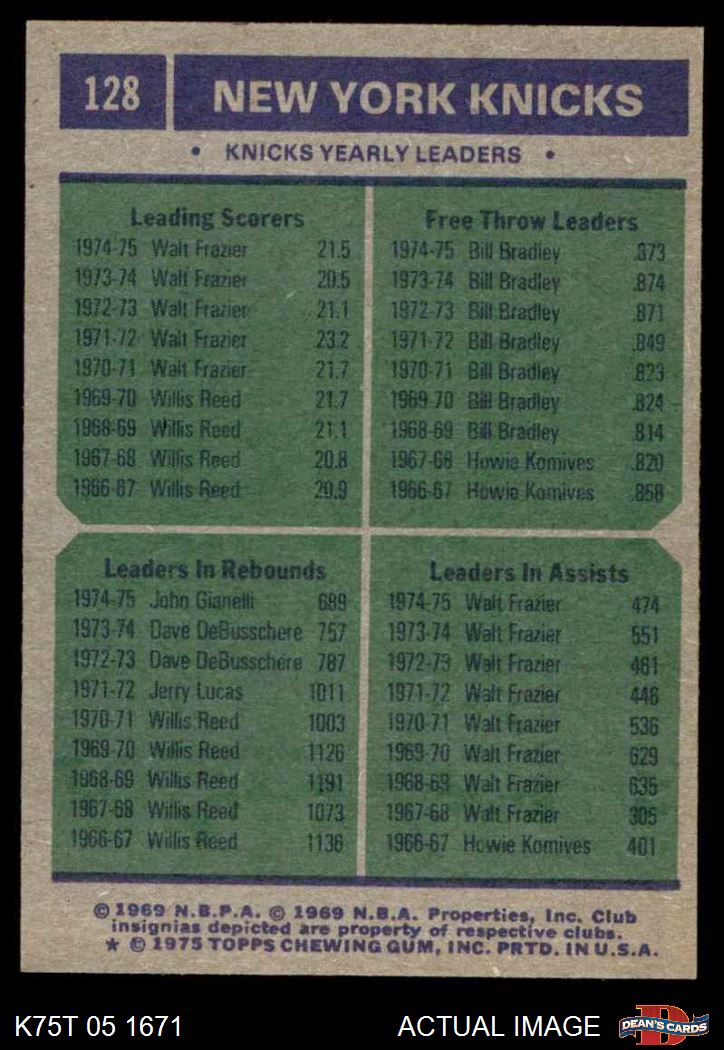 128 NEW YORK KNICKS
• KNICKS YEARLY LEADERS •
Leading Scorers
1974-75 Walt Frazier 21.5
1973-74 Walt Frazier 20.5
1972-73 Walt Frazier 21.1
1971-72 Walt Frazier 23.2
1970-71 Walt Frazier 21.7
1969-70 Willis Reed 21.7
1968-69 Willis Reed 21.1
1967-68 Willis Reed 20.8
1966-67 Willis Reed 20.9
Free Throw Leaders
1974-75 Bill Bradley .873
1973-74 Bill Bradley .874
1972-73 Bill Bradley .871
1971-72 Bill Bradley .849
1970-71 Bill Bradley .823
1969-70 Bill Bradley .824
1968-69 Bill Bradley .814
1967-68 Howie Komives .820
1966-67 Howie Komives .858
Leaders In Rebounds
1974-75 John Gianelli 689
1973-74 Dave DeBusschere 757
1972-73 Dave DeBusschere 787
1971-72 Jerry Lucas 1011
1970-71 Willis Reed 1003
1969-70 Willis Reed 1126
1968-69 Willis Reed 1191
1967-68 Willis Reed 1073
1966-67 Willis Reed 1136
Leaders In Assists
1974-75 Walt Frazier 474
1973-74 Walt Frazier 551
1972-73 Walt Frazier 461
1971-72 Walt Frazier 446
1970-71 Walt Frazier 536
1969-70 Walt Frazier 629
1968-69 Walt Frazier 635
1967-68 Walt Frazier 305
1966-67 Howie Komives 401
© 1969 N.B.P.A. © 1969 N.B.A. Properties, Inc. Club
insignias depicted are property of respective clubs.
★ © 1975 TOPPS CHEWING GUM, INC. PRTD. IN U.S.A.
K75T 05 1671 ACTUAL IMAGE
D
DEAN'S CARDS